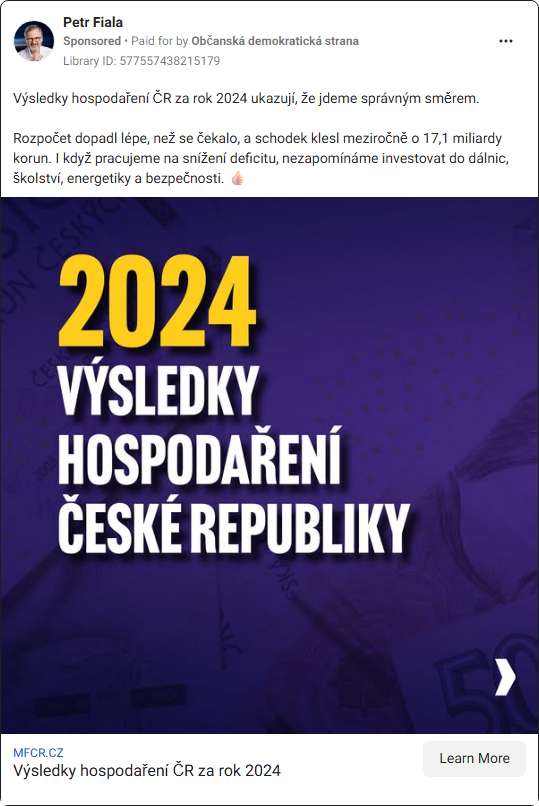 Petr Fiala
Sponsored • Paid for by Občanská demokratická strana
Library ID: 577557438215179
Výsledky hospodaření ČR za rok 2024 ukazují, že jdeme správným směrem.
Rozpočet dopadl lépe, než se čekalo, a schodek klesl meziročně o 17,1 miliardy
korun. I když pracujeme na snížení deficitu, nezapomínáme investovat do dálnic,
školství, energetiky a bezpečnosti. 👍🏻
2024
VÝSLEDKY
HOSPODAŘENÍ
ČESKÉ REPUBLIKY
MFCR.CZ
Výsledky hospodaření ČR za rok 2024
Learn More